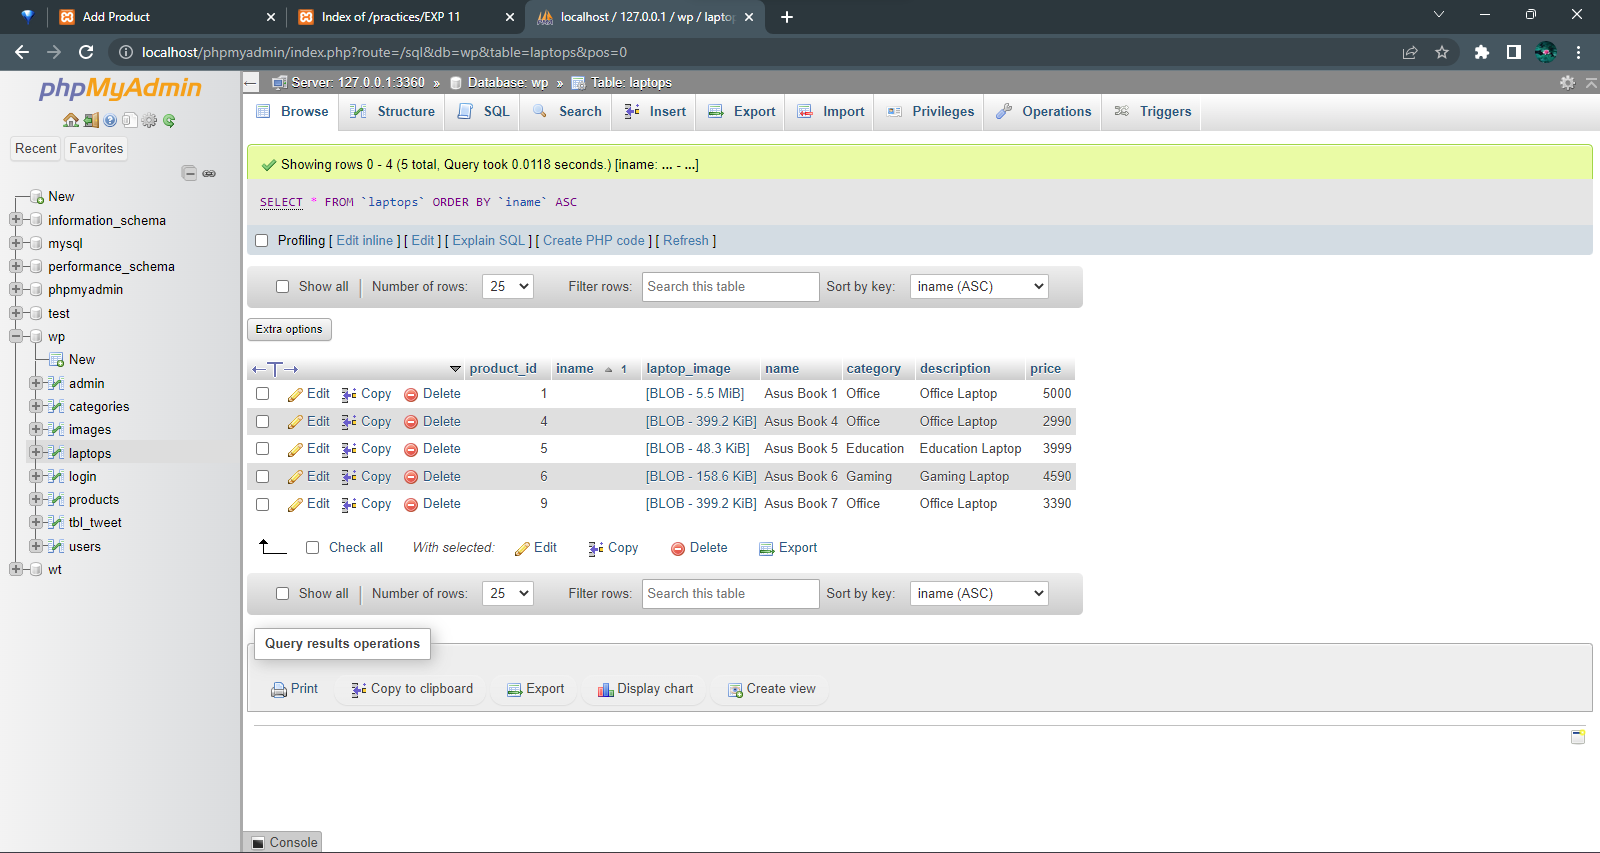 Add Product
Index of /practices/EXP 11
localhost / 127.0.0.1 / wp / laptop
localhost/phpmyadmin/index.php?route=/sql&db=wp&table=laptops&pos=0
phpMyAdmin
Recent
Favorites
New
information_schema
mysql
performance_schema
phpmyadmin
test
wp
New
admin
categories
images
laptops
login
products
tbl_tweet
users
wt
Server: 127.0.0.1:3360 » Database: wp » Table: laptops
Browse Structure SQL Search Insert Export Import Privileges Operations Triggers
Showing rows 0 - 4 (5 total, Query took 0.0118 seconds.) [iname: ... - ...]
SELECT * FROM `laptops` ORDER BY `iname` ASC
Profiling [ Edit inline ] [ Edit ] [ Explain SQL ] [ Create PHP code ] [ Refresh ]
Show all Number of rows: 25 Filter rows: Search this table Sort by key: iname (ASC)
Extra options
product_id iname 1 laptop_image name category description price
Edit Copy Delete 1 [BLOB - 5.5 MiB] Asus Book 1 Office Office Laptop 5000
Edit Copy Delete 4 [BLOB - 399.2 KiB] Asus Book 4 Office Office Laptop 2990
Edit Copy Delete 5 [BLOB - 48.3 KiB] Asus Book 5 Education Education Laptop 3999
Edit Copy Delete 6 [BLOB - 158.6 KiB] Asus Book 6 Gaming Gaming Laptop 4590
Edit Copy Delete 9 [BLOB - 399.2 KiB] Asus Book 7 Office Office Laptop 3390
Check all With selected: Edit Copy Delete Export
Show all Number of rows: 25 Filter rows: Search this table Sort by key: iname (ASC)
Query results operations
Print Copy to clipboard Export Display chart Create view
Console